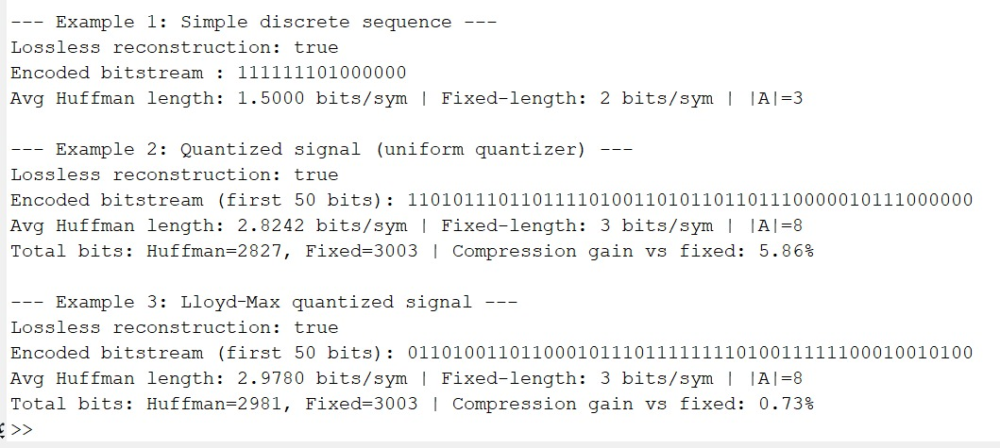 --- Example 1: Simple discrete sequence ---
Lossless reconstruction: true
Encoded bitstream : 111111101000000
Avg Huffman length: 1.5000 bits/sym | Fixed-length: 2 bits/sym | |A|=3
--- Example 2: Quantized signal (uniform quantizer) ---
Lossless reconstruction: true
Encoded bitstream (first 50 bits): 11010111011011110100110101101101110000010111000000
Avg Huffman length: 2.8242 bits/sym | Fixed-length: 3 bits/sym | |A|=8
Total bits: Huffman=2827, Fixed=3003 | Compression gain vs fixed: 5.86%
--- Example 3: Lloyd-Max quantized signal ---
Lossless reconstruction: true
Encoded bitstream (first 50 bits): 01101001101100010111011111111101001111110001001010​0
Avg Huffman length: 2.9780 bits/sym | Fixed-length: 3 bits/sym | |A|=8
Total bits: Huffman=2981, Fixed=3003 | Compression gain vs fixed: 0.73%
>>